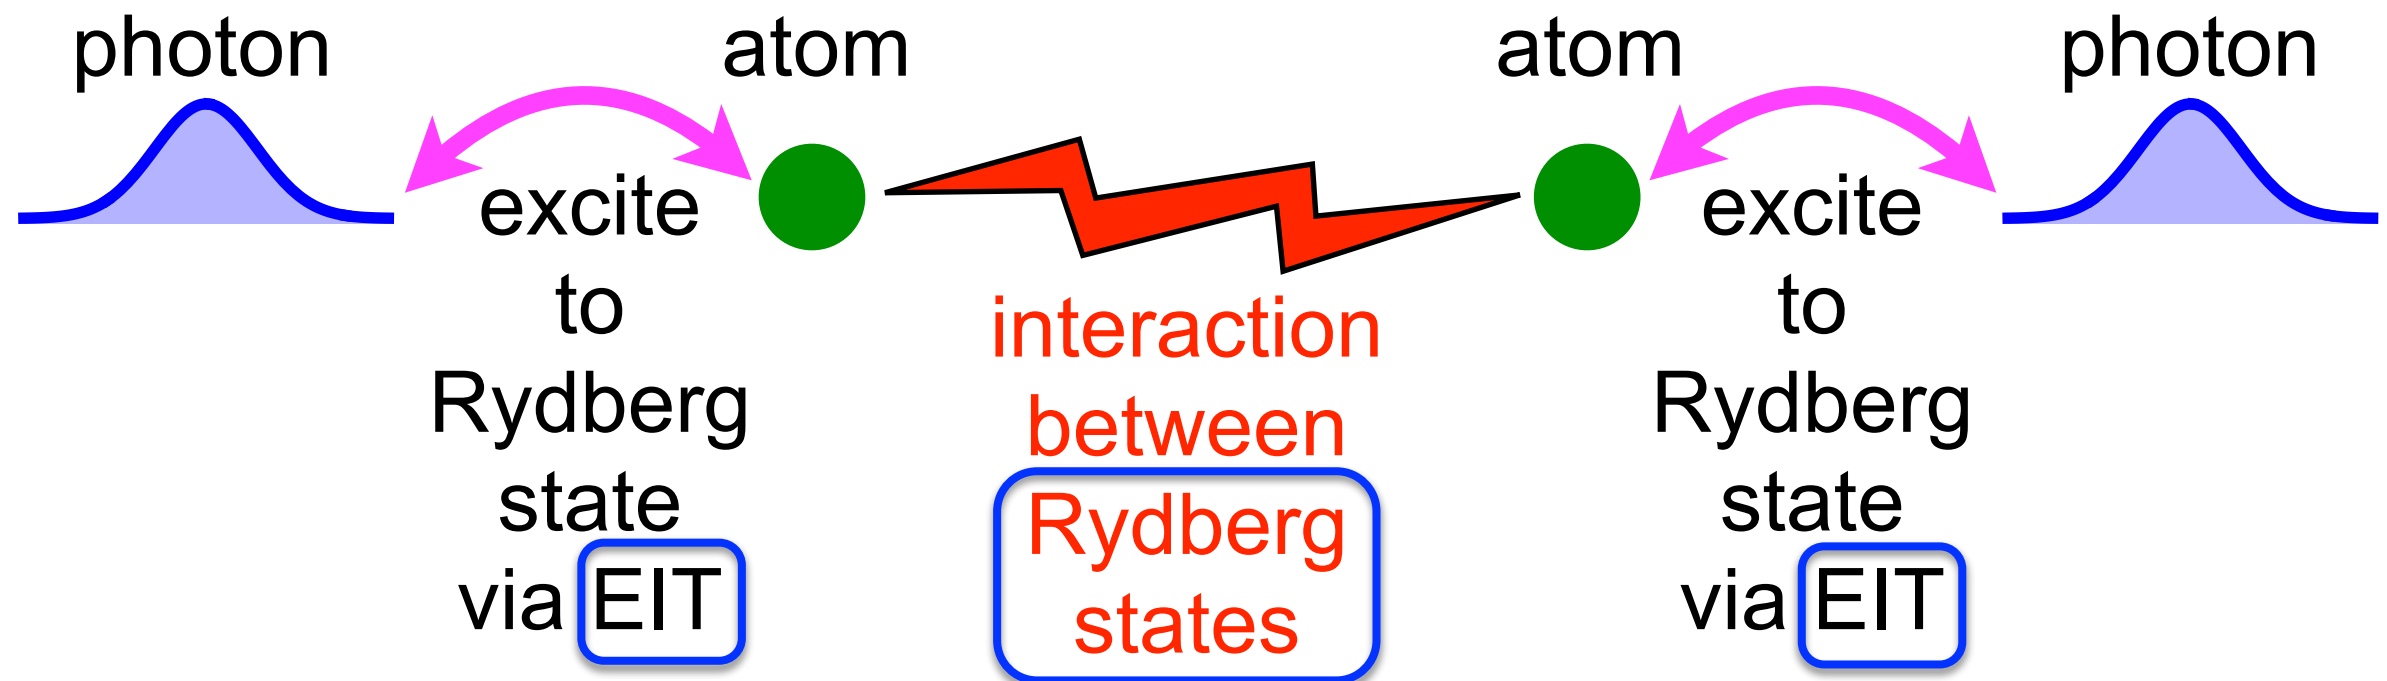 photon
atom
atom
photon
excite
to
Rydberg
state
via EIT
interaction
between
Rydberg
states
excite
to
Rydberg
state
via EIT